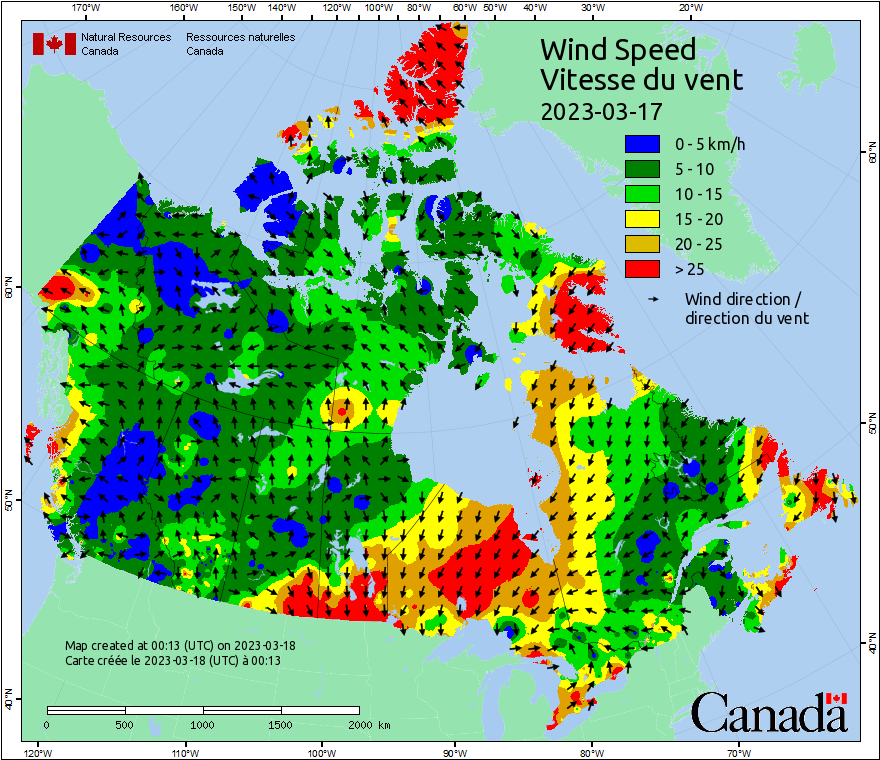 170°W 160°W 150°W 140°W 120°W 100°W 80°W 60°W 50°W 40°W 30°W 20°W
Natural Resources Canada
Ressources naturelles Canada
Wind Speed
Vitesse du vent
2023-03-17
0 - 5 km/h
5 - 10
10 - 15
15 - 20
20 - 25
> 25
Wind direction /
direction du vent
60°N
50°N
40°N
60°N
50°N
40°N
Map created at 00:13 (UTC) on 2023-03-18
Carte créée le 2023-03-18 (UTC) à 00:13
0 500 1000 1500 2000 km
Canada
120°W 110°W 100°W 90°W 80°W 70°W